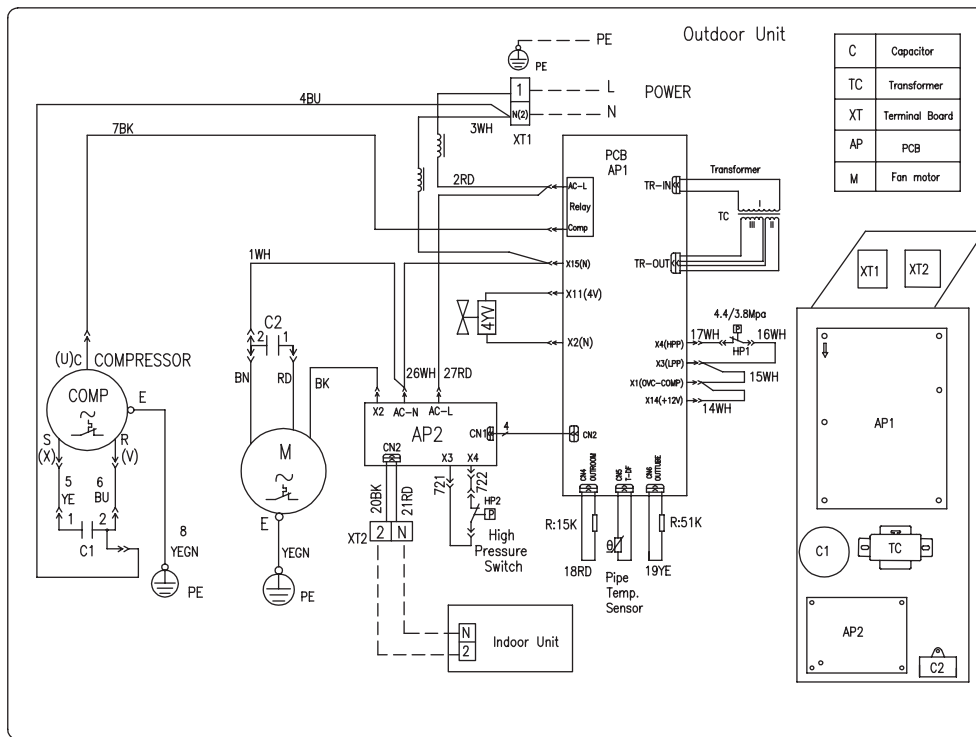 Outdoor Unit
PE
PE
1
L
POWER
N(2)
N
XT1
4BU
3WH
7BK
2RD
C Capacitor
TC Transformer
XT Terminal Board
AP PCB
M Fan motor
PCB
AP1
AC-L
Relay
Comp
TR-IN
Transformer
TC
I
III
II
TR-OUT
X15(N)
X11(4V)
4YV
X2(N)
4.4/3.8Mpa
P
17WH
16WH
X4(HPP)
HP1
X3(LPP)
15WH
X1(OVC-COMP)
X14(+12V)
14WH
1WH
C2
2
1
BN
RD
BK
26WH
27RD
(U)C COMPRESSOR
COMP
E
S
(X)
R
(V)
5
YE
6
BU
1
2
C1
8
YEGN
PE
M
E
YEGN
PE
X2
AC-N
AC-L
AP2
CN1
4
CN2
CN2
X3
X4
20BK
21RD
721
722
HP2
P
XT2
2
N
High
Pressure
Switch
CN4
OUTROOM
CN5
T-DF
CN6
OUTTUBE
R:15K
R:51K
θ
18RD
19YE
Pipe
Temp.
Sensor
N
2
Indoor Unit
XT1
XT2
AP1
C1
TC
AP2
C2